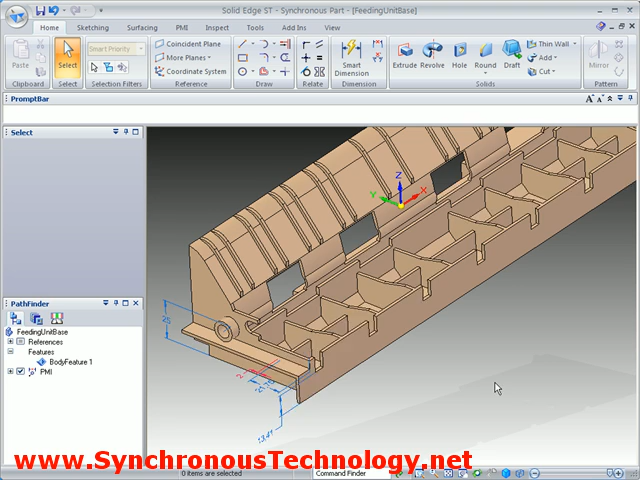 Solid Edge ST - Synchronous Part - [FeedingUnitBase]
Home Sketching Surfacing PMI Inspect Tools Add-Ins View
Paste Select Smart Priority Coincident Plane
More Planes
Coordinate System
Smart Dimension Extrude Revolve Hole Round Draft Thin Wall
Add
Cut
Mirror
Clipboard Select Selection Filters Reference Draw Relate Dimension Solids Pattern
PromptBar
Select
Z
Y X
25
PathFinder
FeedingUnitBase
References
Features
BodyFeature 1
PMI
www.SynchronousTechnology.net
0 items are selected Command Finder